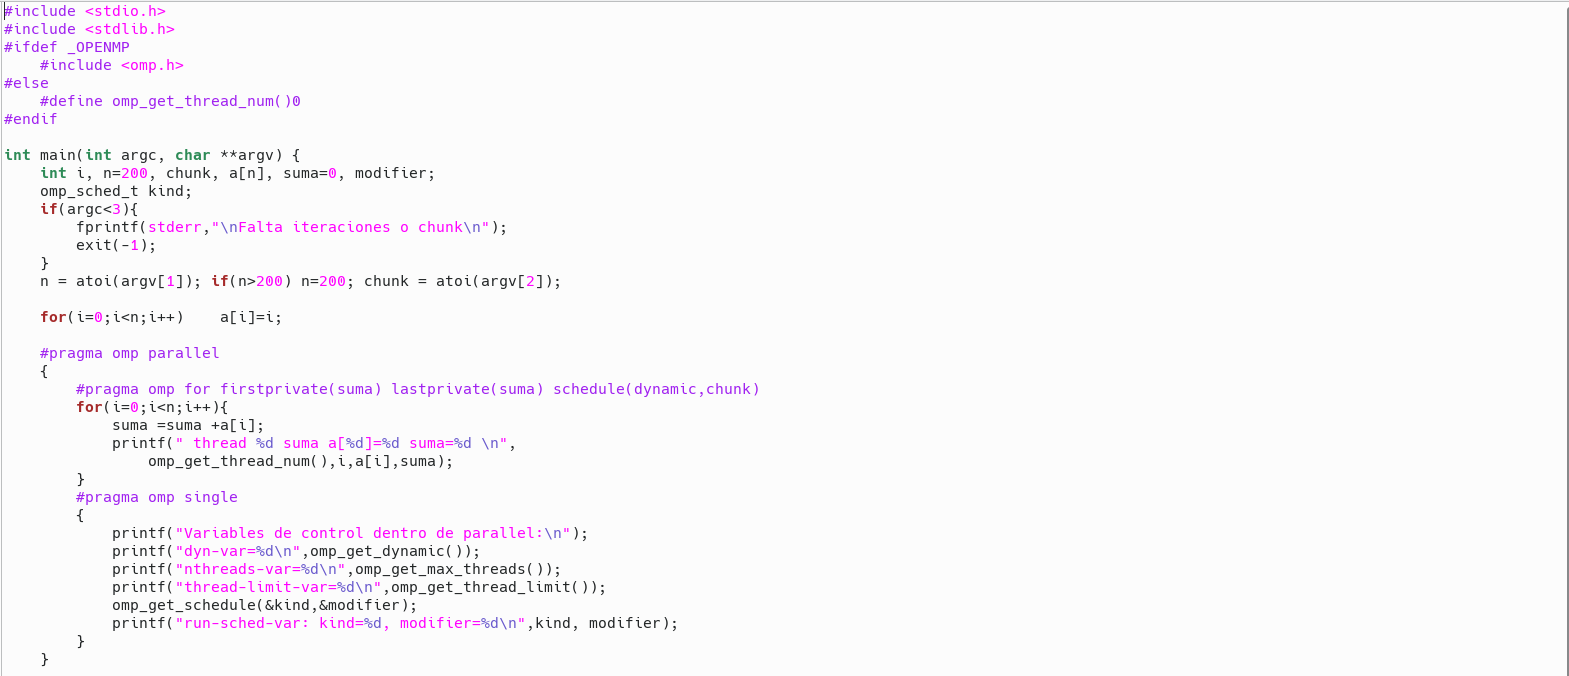 #include <stdio.h>
#include <stdlib.h>
#ifdef _OPENMP
    #include <omp.h>
#else
    #define omp_get_thread_num()0
#endif

int main(int argc, char **argv) {
    int i, n=200, chunk, a[n], suma=0, modifier;
    omp_sched_t kind;
    if(argc<3){
        fprintf(stderr,"\nFalta iteraciones o chunk\n");
        exit(-1);
    }
    n = atoi(argv[1]); if(n>200) n=200; chunk = atoi(argv[2]);

    for(i=0;i<n;i++)    a[i]=i;

    #pragma omp parallel
    {
        #pragma omp for firstprivate(suma) lastprivate(suma) schedule(dynamic,chunk)
        for(i=0;i<n;i++){
            suma =suma +a[i];
            printf(" thread %d suma a[%d]=%d suma=%d \n",
                omp_get_thread_num(),i,a[i],suma);
        }
        #pragma omp single
        {
            printf("Variables de control dentro de parallel:\n");
            printf("dyn-var=%d\n",omp_get_dynamic());
            printf("nthreads-var=%d\n",omp_get_max_threads());
            printf("thread-limit-var=%d\n",omp_get_thread_limit());
            omp_get_schedule(&kind,&modifier);
            printf("run-sched-var: kind=%d, modifier=%d\n",kind, modifier);
        }
    }